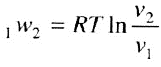 ₁w₂ = RT ln v₂/v₁